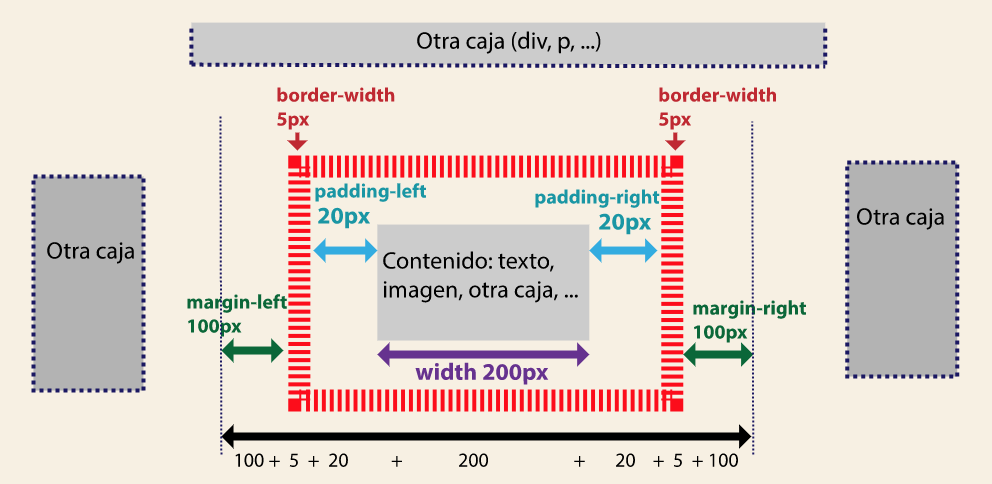 Otra caja (div, p, ...)
border-width
5px
border-width
5px
padding-left
20px
padding-right
20px
Otra caja
Otra caja
Contenido: texto,
imagen, otra caja, ...
margin-left
100px
margin-right
100px
width 200px
100 + 5 + 20 + 200 + 20 + 5 + 100